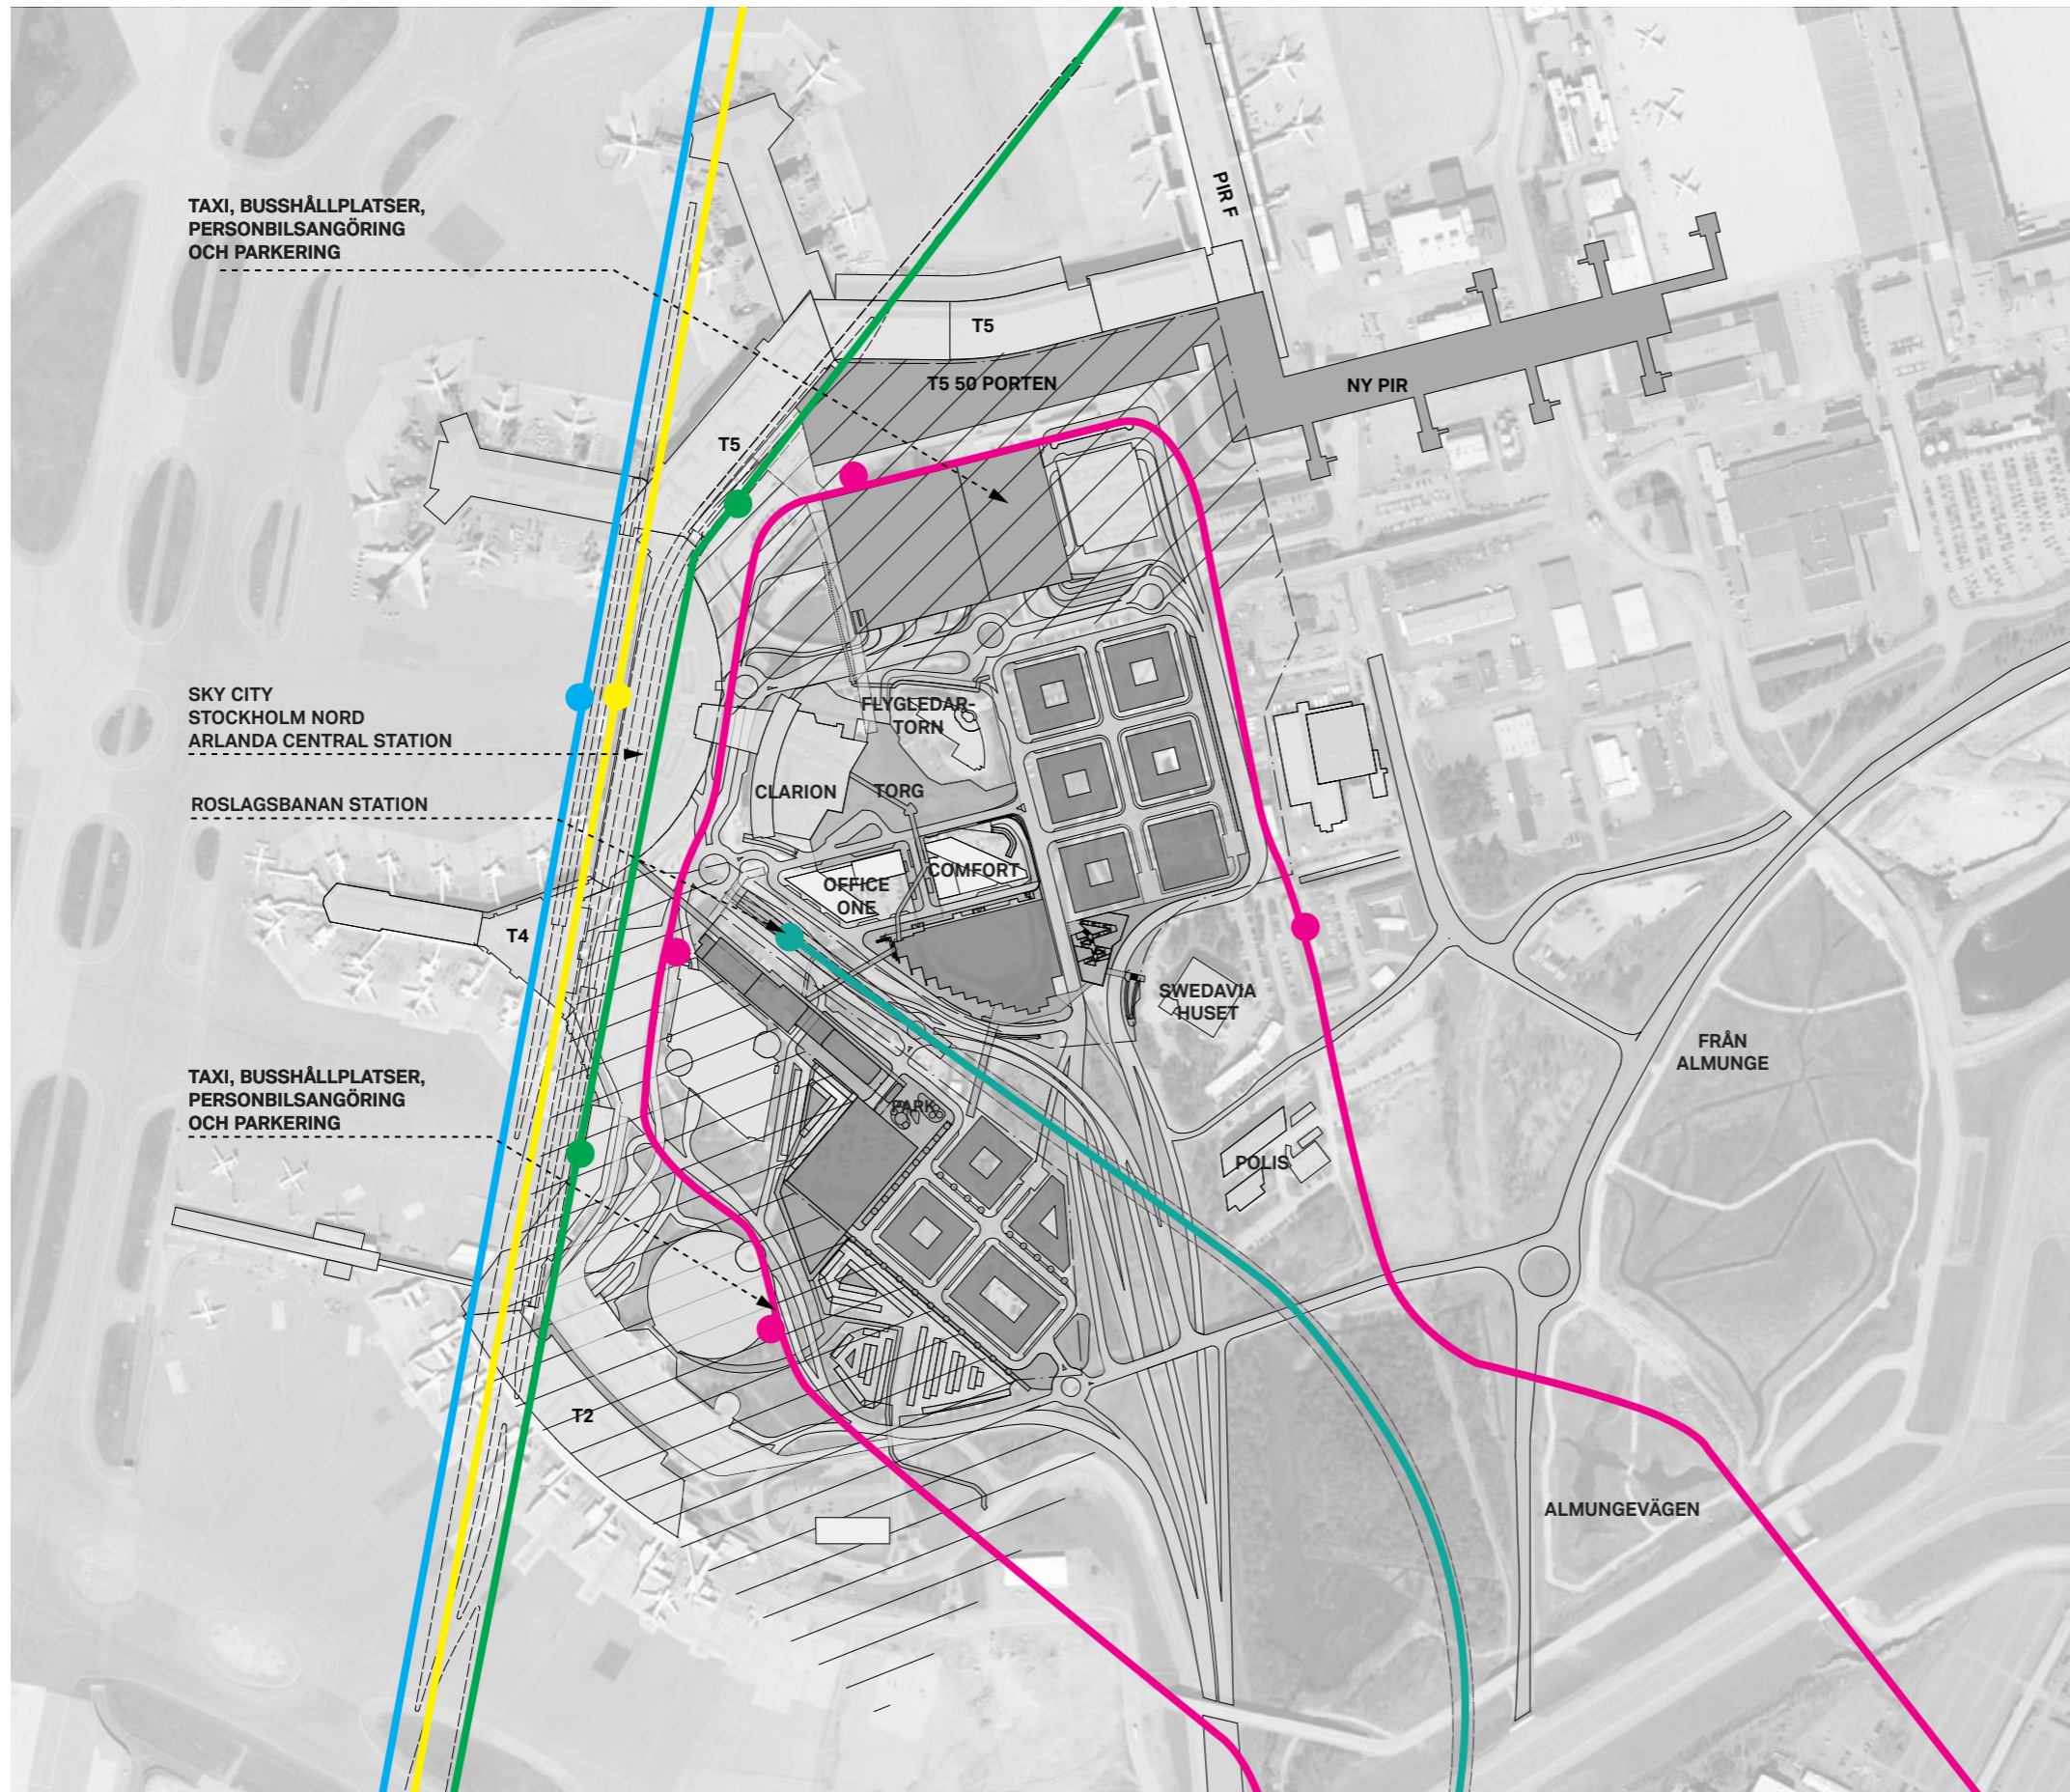 PIR F
TAXI, BUSSHÅLLPLATSER,
PERSONBILSANGÖRING
OCH PARKERING
T5
T5 50 PORTEN
NY PIR
T5
SKY CITY
STOCKHOLM NORD
ARLANDA CENTRAL STATION
FLYGLEDAR-
TORN
ROSLAGSBANAN STATION
CLARION
TORG
COMFORT
OFFICE
ONE
T4
SWEDAVIA
HUSET
FRÅN
ALMUNGE
TAXI, BUSSHÅLLPLATSER,
PERSONBILSANGÖRING
OCH PARKERING
PARK
POLIS
T2
ALMUNGEVÄGEN